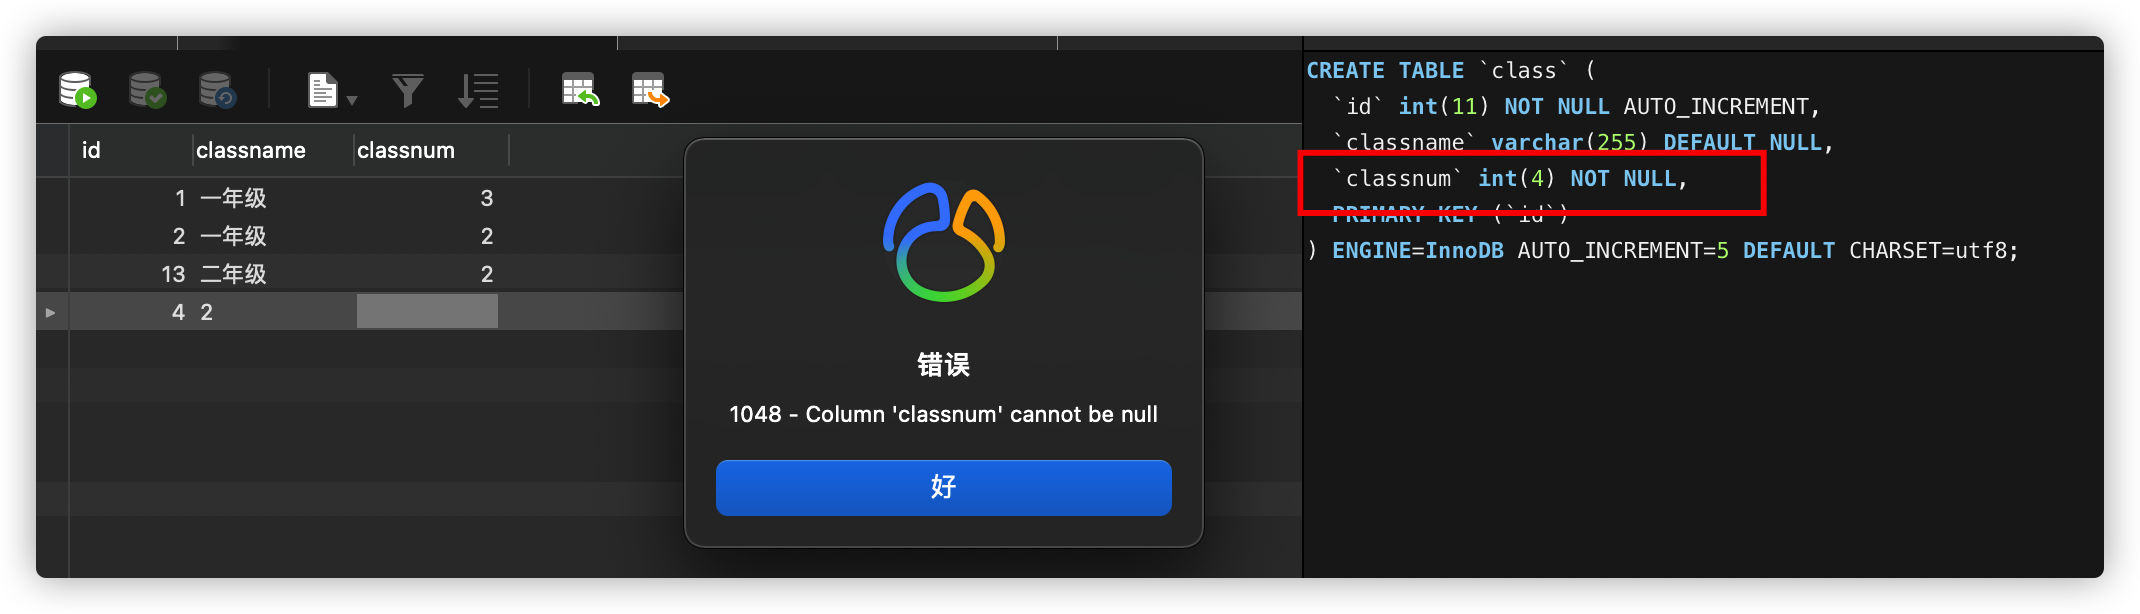 id classname classnum
1 一年级 3
2 一年级 2
13 二年级 2
4 2
错误
1048 - Column 'classnum' cannot be null
好
CREATE TABLE `class` (
`id` int(11) NOT NULL AUTO_INCREMENT,
`classname` varchar(255) DEFAULT NULL,
`classnum` int(4) NOT NULL,
PRIMARY KEY (`id`)
) ENGINE=InnoDB AUTO_INCREMENT=5 DEFAULT CHARSET=utf8;